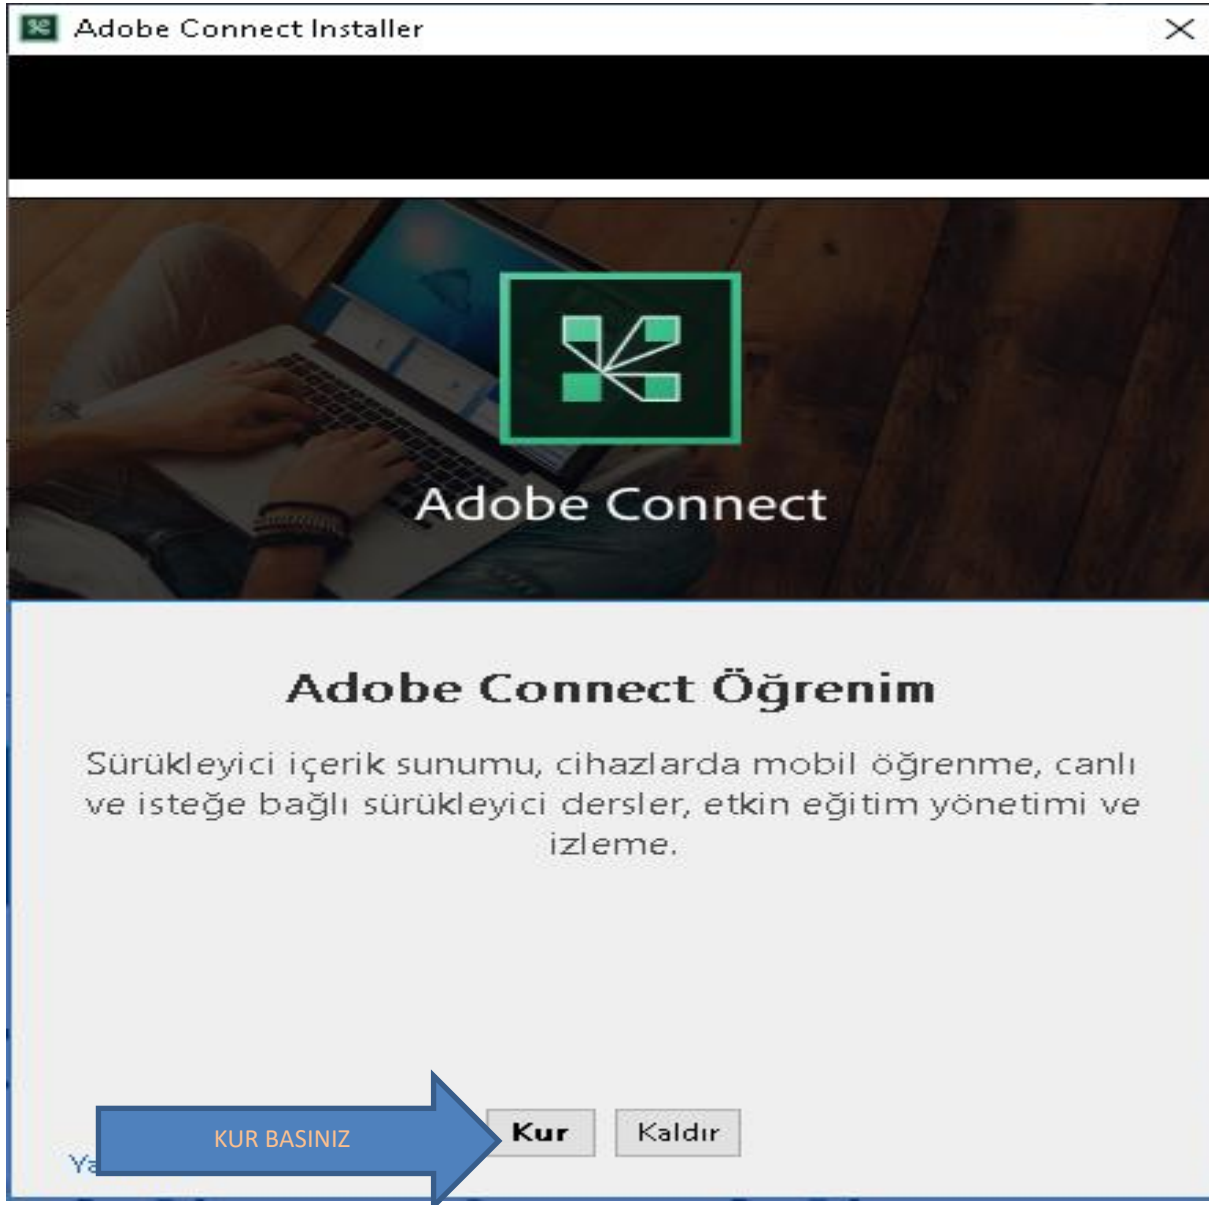 Adobe Connect Installer
Adobe Connect
Adobe Connect Öğrenim
Sürükleyici içerik sunumu, cihazlarda mobil öğrenme, canlı
ve isteğe bağlı sürükleyici dersler, etkin eğitim yönetimi ve
izleme.
KUR BASINIZ
Kur
Kaldır